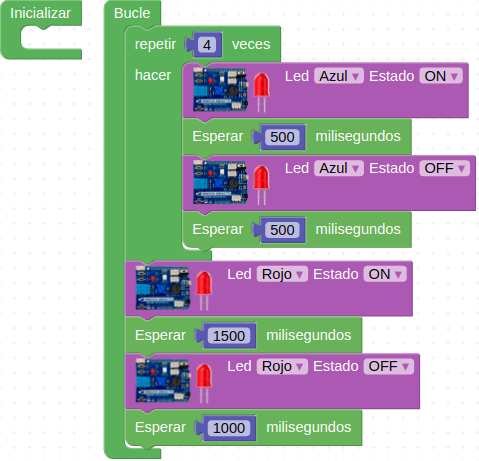 Inicializar
Bucle
repetir 4 veces
hacer
Led Azul Estado ON
Esperar 500 milisegundos
Led Azul Estado OFF
Esperar 500 milisegundos
Led Rojo Estado ON
Esperar 1500 milisegundos
Led Rojo Estado OFF
Esperar 1000 milisegundos